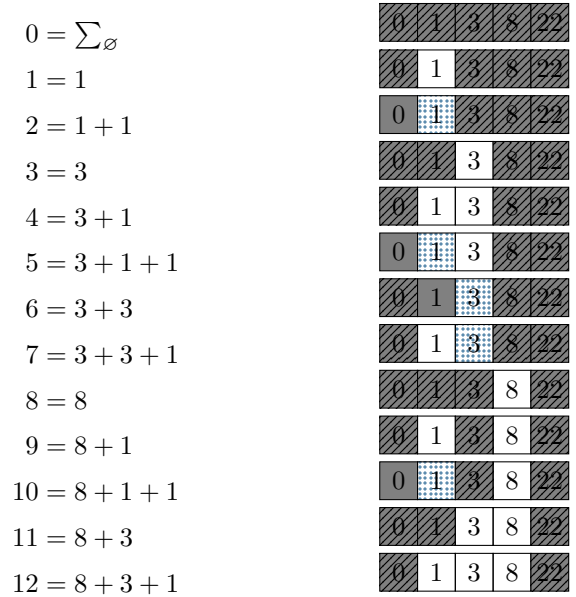 0 = ∑∅ 0 1 3 8 22
1 = 1 0 1 3 8 22
2 = 1 + 1 0 1 3 8 22
3 = 3 0 1 3 8 22
4 = 3 + 1 0 1 3 8 22
5 = 3 + 1 + 1 0 1 3 8 22
6 = 3 + 3 0 1 3 8 22
7 = 3 + 3 + 1 0 1 3 8 22
8 = 8 0 1 3 8 22
9 = 8 + 1 0 1 3 8 22
10 = 8 + 1 + 1 0 1 3 8 22
11 = 8 + 3 0 1 3 8 22
12 = 8 + 3 + 1 0 1 3 8 22